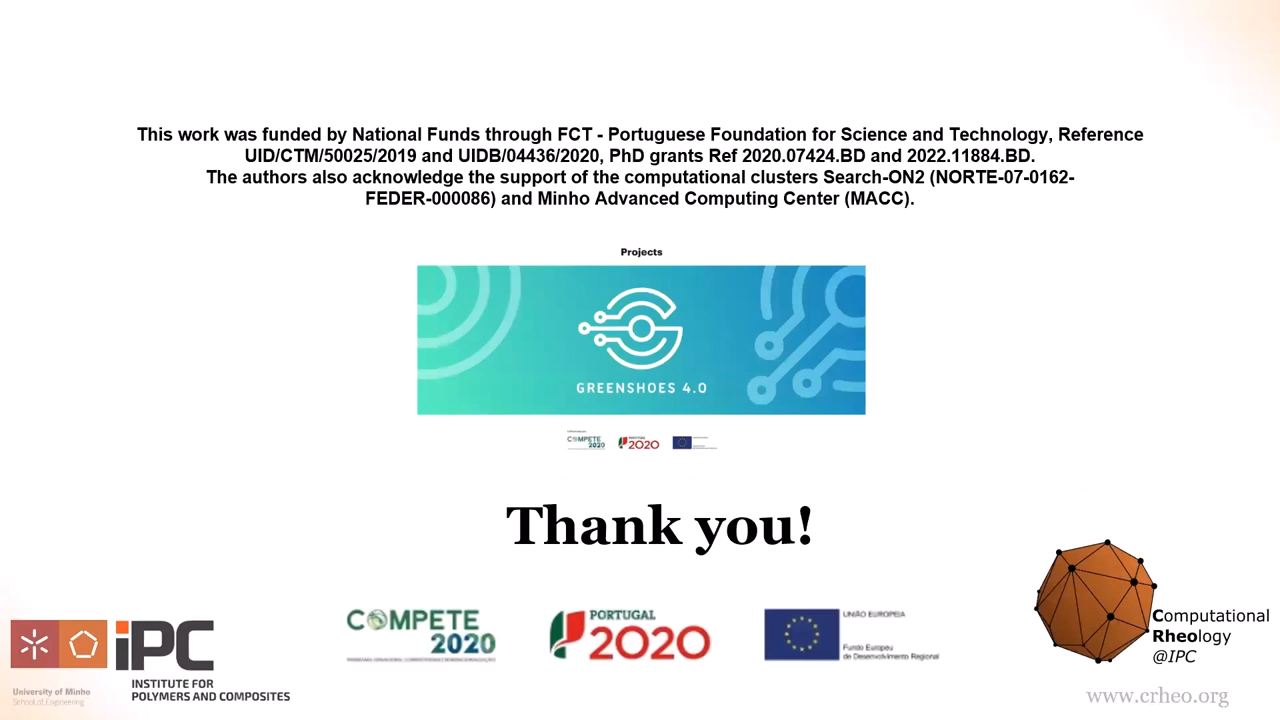 This work was funded by National Funds through FCT - Portuguese Foundation for Science and Technology, Reference
UID/CTM/50025/2019 and UIDB/04436/2020, PhD grants Ref 2020.07424.BD and 2022.11884.BD.
The authors also acknowledge the support of the computational clusters Search-ON2 (NORTE-07-0162-
FEDER-000086) and Minho Advanced Computing Center (MACC).
Projects
GREENSHOES 4.0
COMPETE
2020
PORTUGAL
2020
Thank you!
COMPETE
2020
PORTUGAL
2020
UNIÃO EUROPEIA
Fundo Europeu
de Desenvolvimento Regional
iPC
INSTITUTE FOR
POLYMERS AND COMPOSITES
University of Minho
School of Engineering
Computational
Rheology
@IPC
www.crheo.org